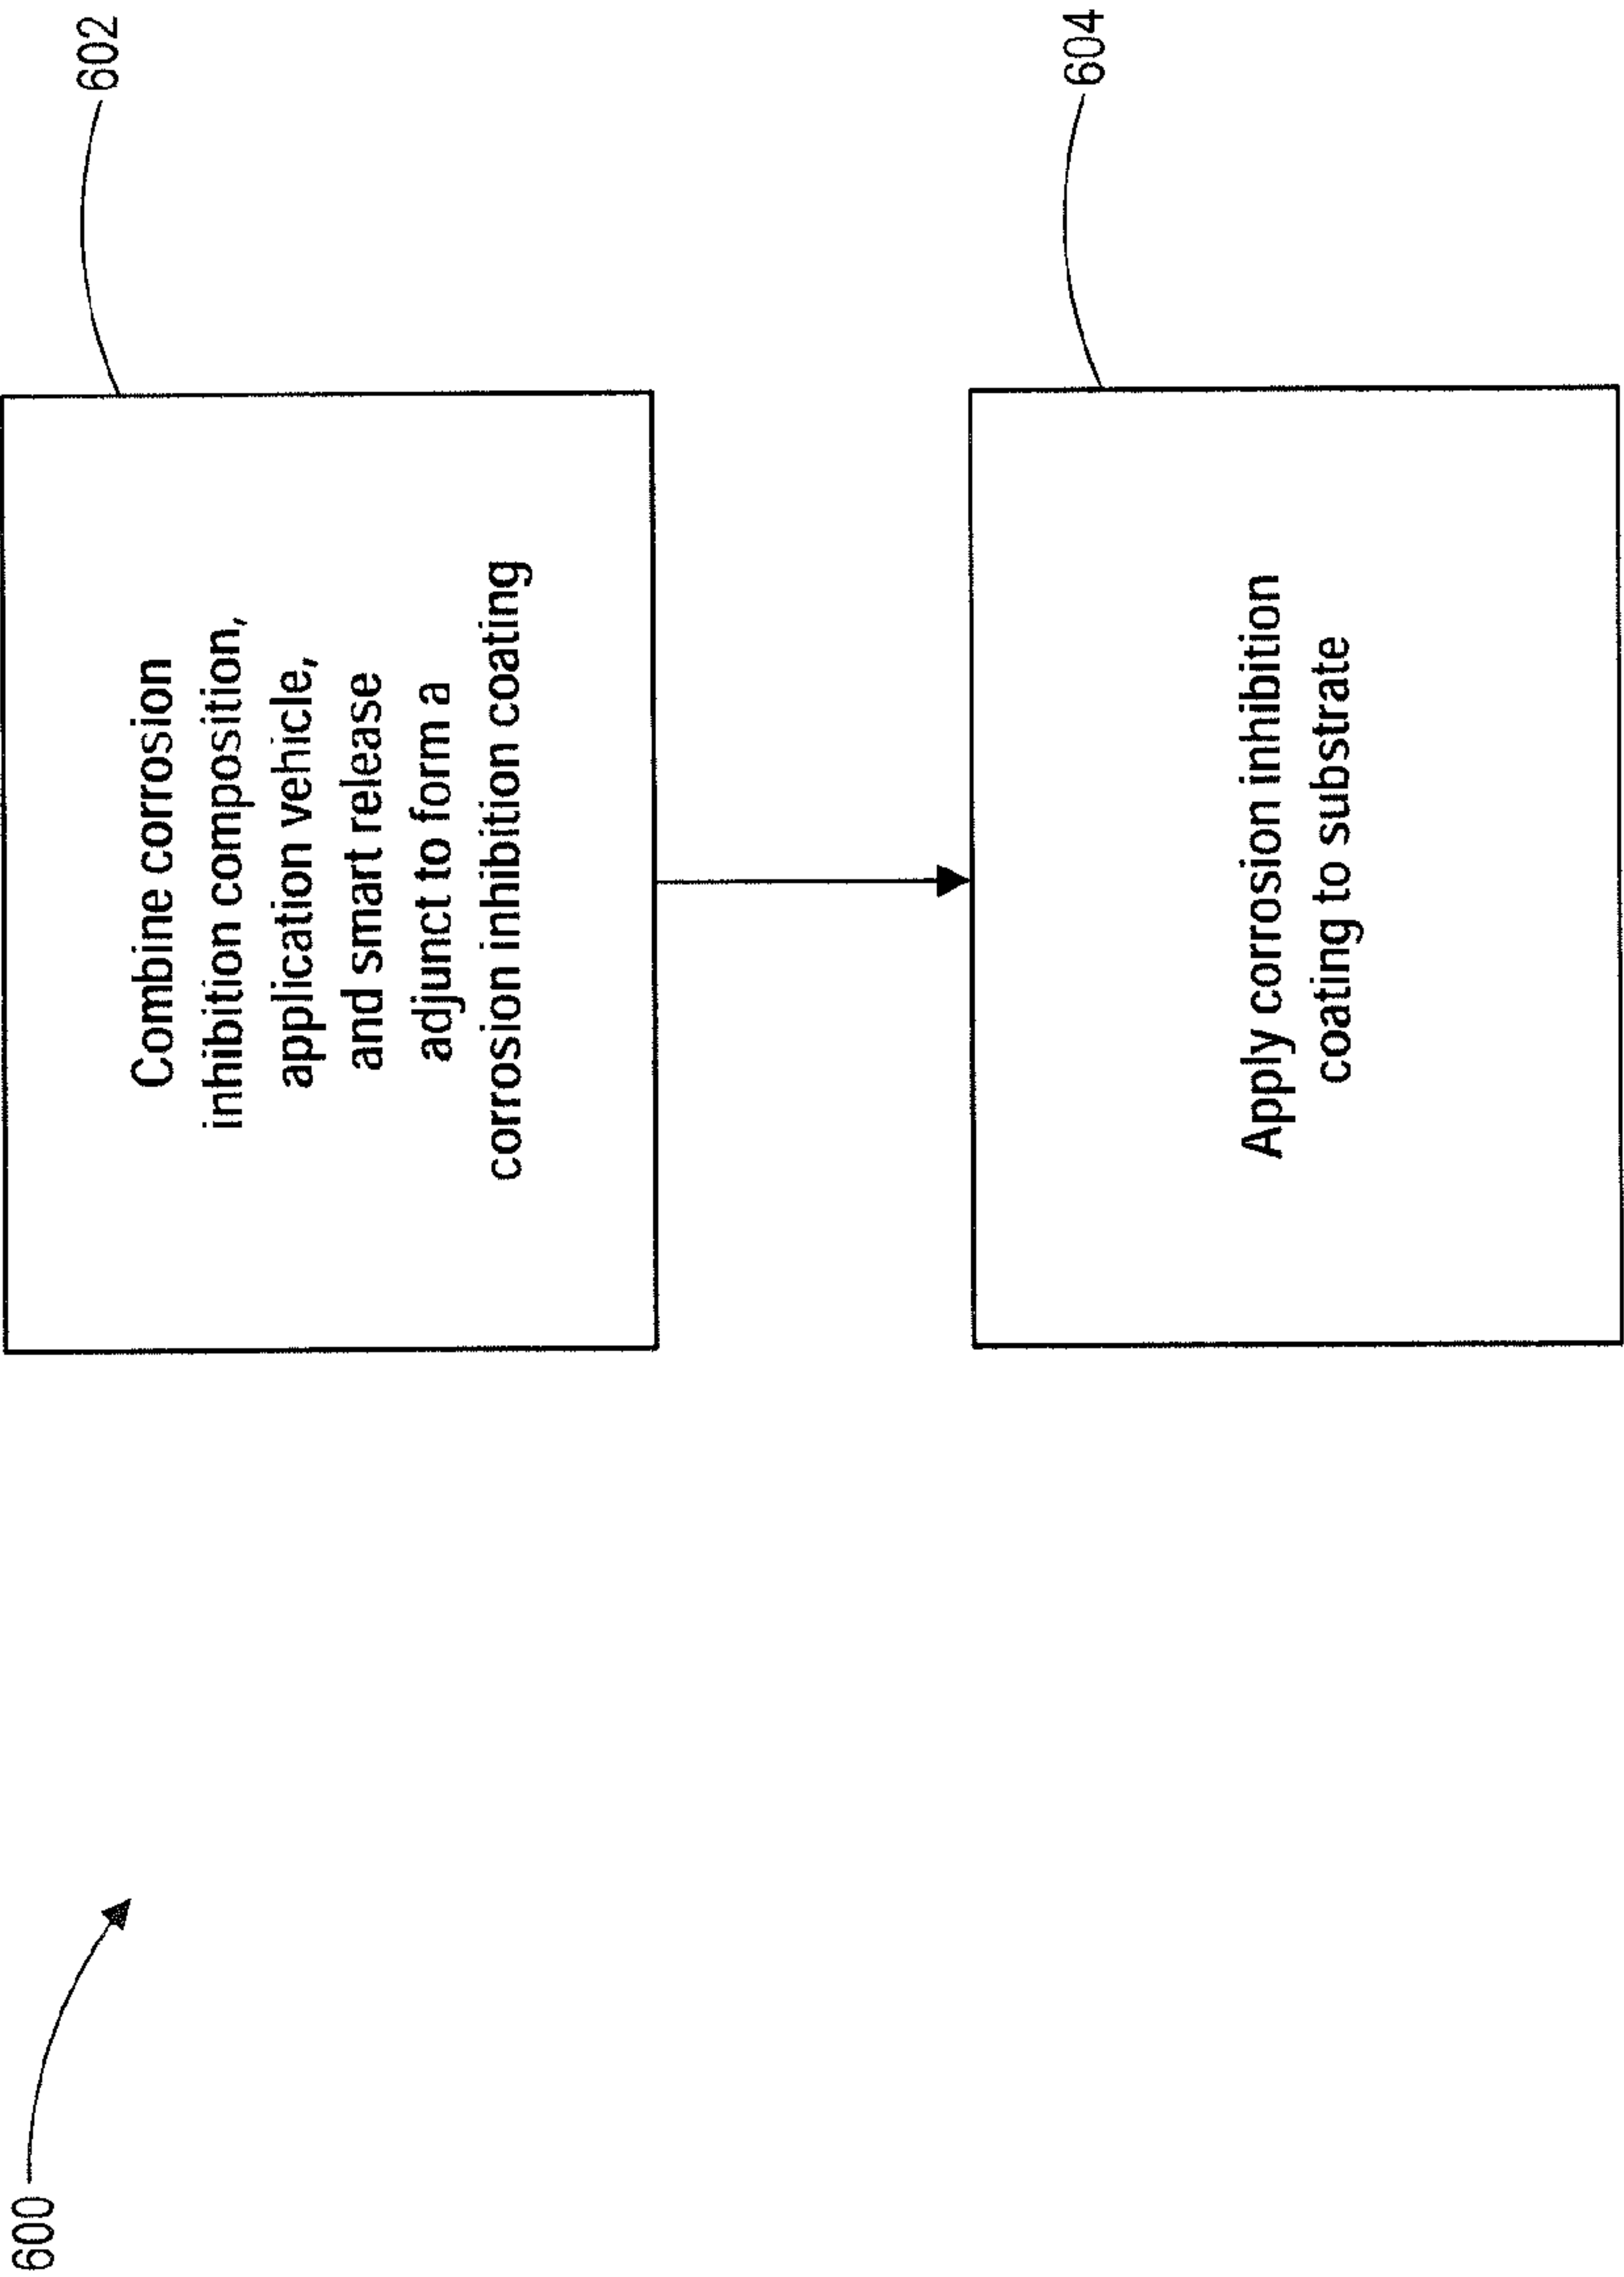 600
602
Combine corrosion
inhibition composition,
application vehicle,
and smart release
adjunct to form a
corrosion inhibition coating
604
Apply corrosion inhibition
coating to substrate